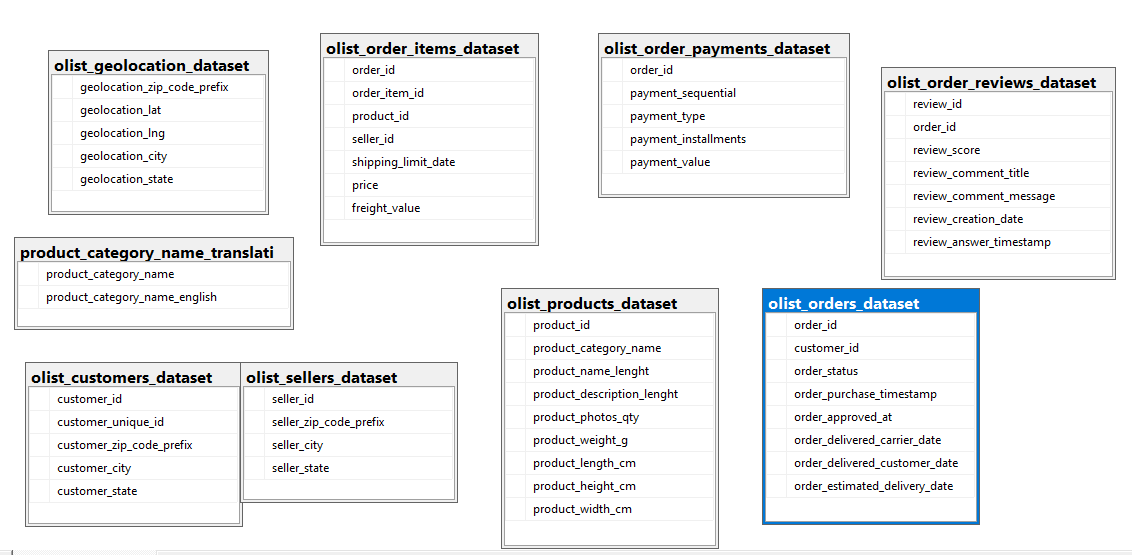 olist_geolocation_dataset
geolocation_zip_code_prefix
geolocation_lat
geolocation_lng
geolocation_city
geolocation_state
olist_order_items_dataset
order_id
order_item_id
product_id
seller_id
shipping_limit_date
price
freight_value
olist_order_payments_dataset
order_id
payment_sequential
payment_type
payment_installments
payment_value
olist_order_reviews_dataset
review_id
order_id
review_score
review_comment_title
review_comment_message
review_creation_date
review_answer_timestamp
product_category_name_translati
product_category_name
product_category_name_english
olist_customers_dataset
customer_id
customer_unique_id
customer_zip_code_prefix
customer_city
customer_state
olist_sellers_dataset
seller_id
seller_zip_code_prefix
seller_city
seller_state
olist_products_dataset
product_id
product_category_name
product_name_lenght
product_description_lenght
product_photos_qty
product_weight_g
product_length_cm
product_height_cm
product_width_cm
olist_orders_dataset
order_id
customer_id
order_status
order_purchase_timestamp
order_approved_at
order_delivered_carrier_date
order_delivered_customer_date
order_estimated_delivery_date